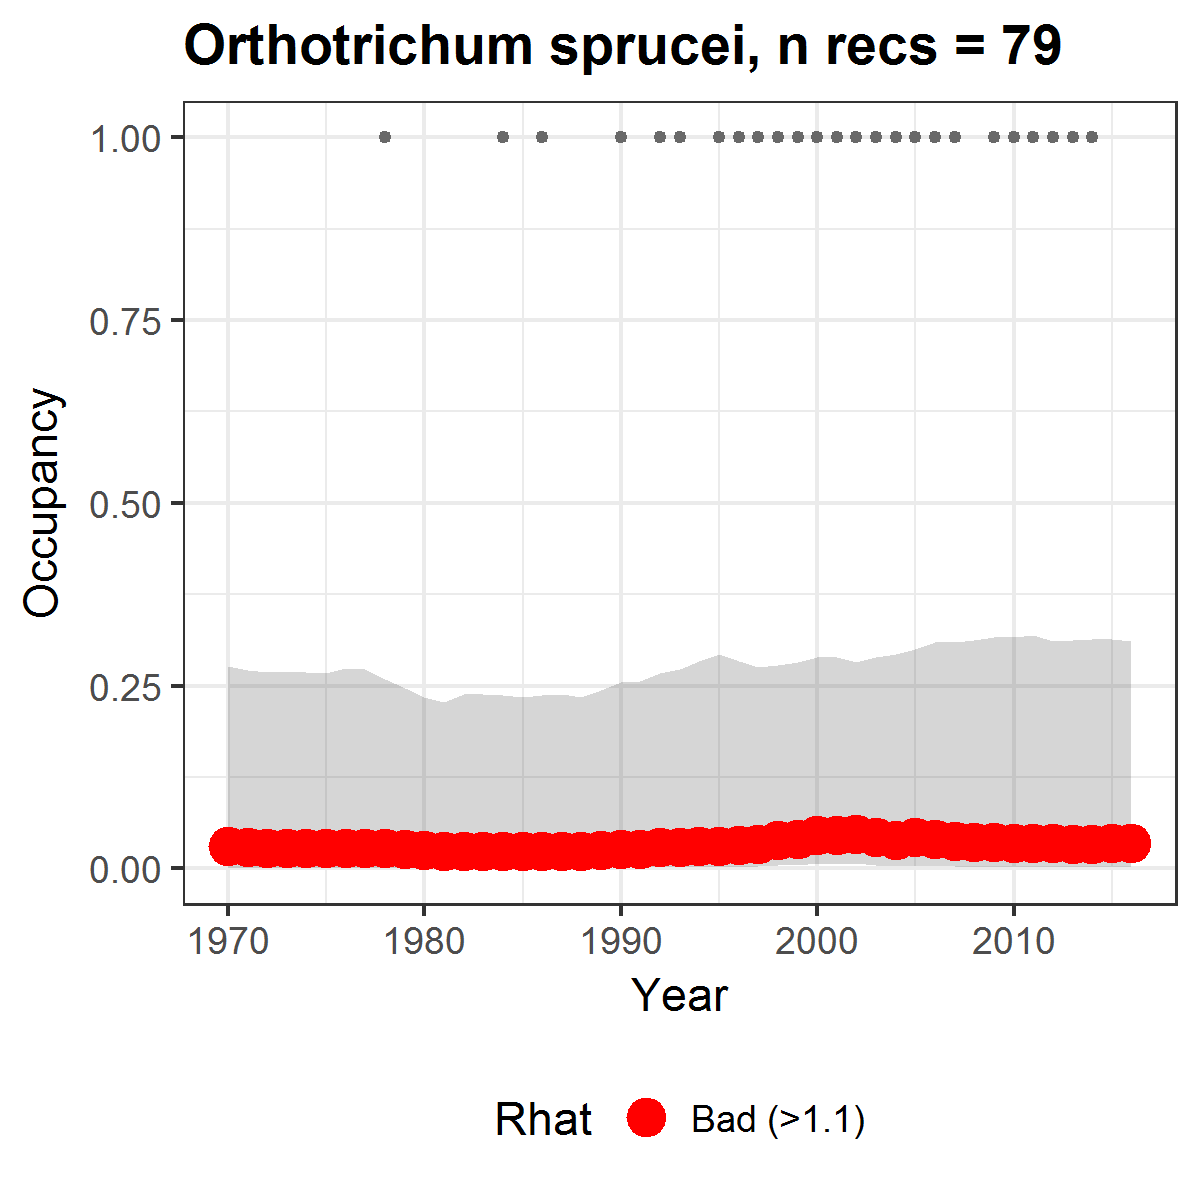 Orthotrichum sprucei, n recs = 79
1.00
0.75
0.50
0.25
0.00
Occupancy
1970 1980 1990 2000 2010
Year
Rhat Bad (>1.1)